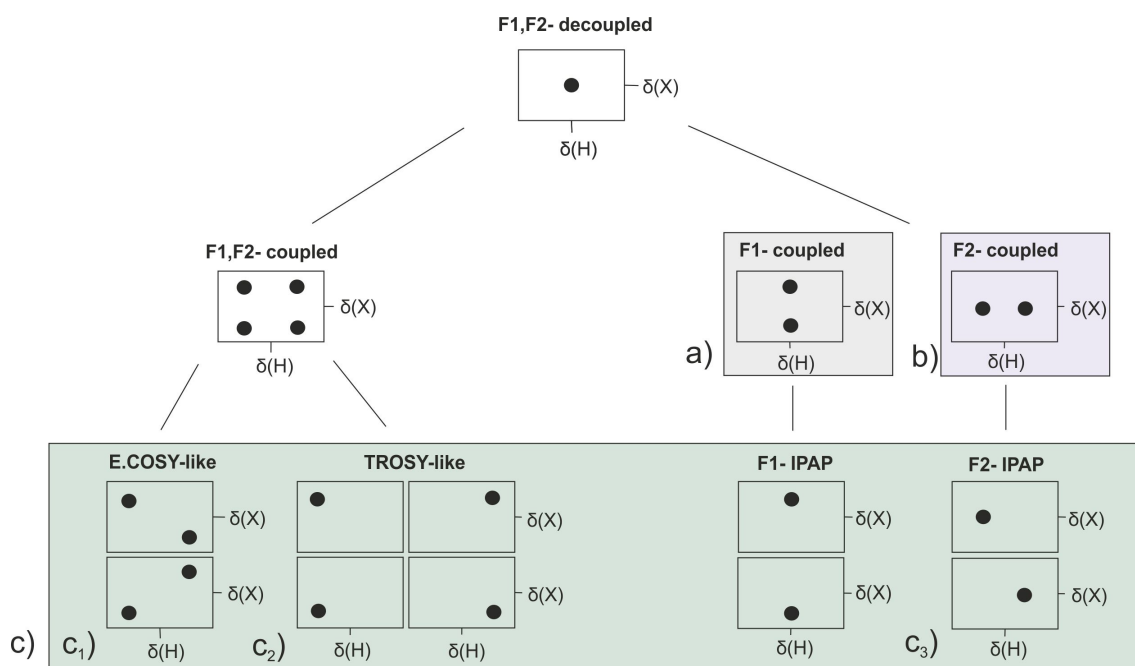 F1,F2- decoupled
δ(X)
δ(H)
F1,F2- coupled
δ(X)
δ(H)
F1- coupled
δ(X)
δ(H)
a)
F2- coupled
δ(X)
δ(H)
b)
E.COSY-like
δ(X)
δ(X)
δ(H)
TROSY-like
δ(X)
δ(X)
δ(H)
δ(H)
F1- IPAP
δ(X)
δ(X)
δ(H)
F2- IPAP
δ(X)
δ(X)
δ(H)
c)
c1)
c2)
c3)